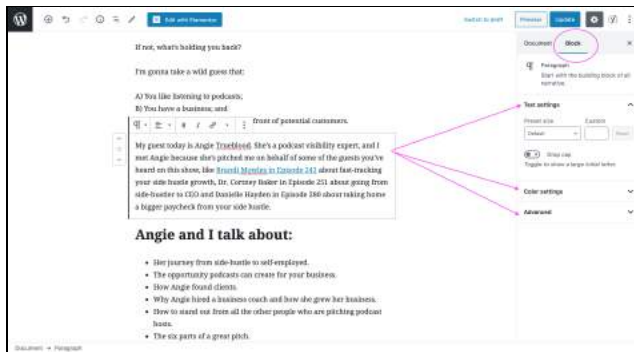 Edit with Elementor
Switch to draft
Preview
Update
If not, what's holding you back?
I'm gonna take a wild guess that:
A) You like listening to podcasts;
B) You have a business; and
front of potential customers.
My guest today is Angie Trueblood. She's a podcast visibility expert, and I
met Angie because she's pitched me on behalf of some of the guests you've
heard on this show, like Brandi Mowles in Episode 243 about fast-tracking
your side hustle growth, Dr. Cortney Baker in Episode 251 about going from
side-hustler to CEO and Danielle Hayden in Episode 280 about taking home
a bigger paycheck from your side hustle.
Angie and I talk about:
• Her journey from side-hustle to self-employed.
• The opportunity podcasts can create for your business.
• How Angie found clients.
• Why Angie hired a business coach and how she grew her business.
• How to stand out from all the other people who are pitching podcast
hosts.
• The six parts of a great pitch.
Document
Block
Paragraph
Start with the building block of all
narrative.
Text settings
Preset size
Custom
Default
Reset
Drop cap
Toggle to show a large initial letter.
Color settings
Advanced
Document → Paragraph